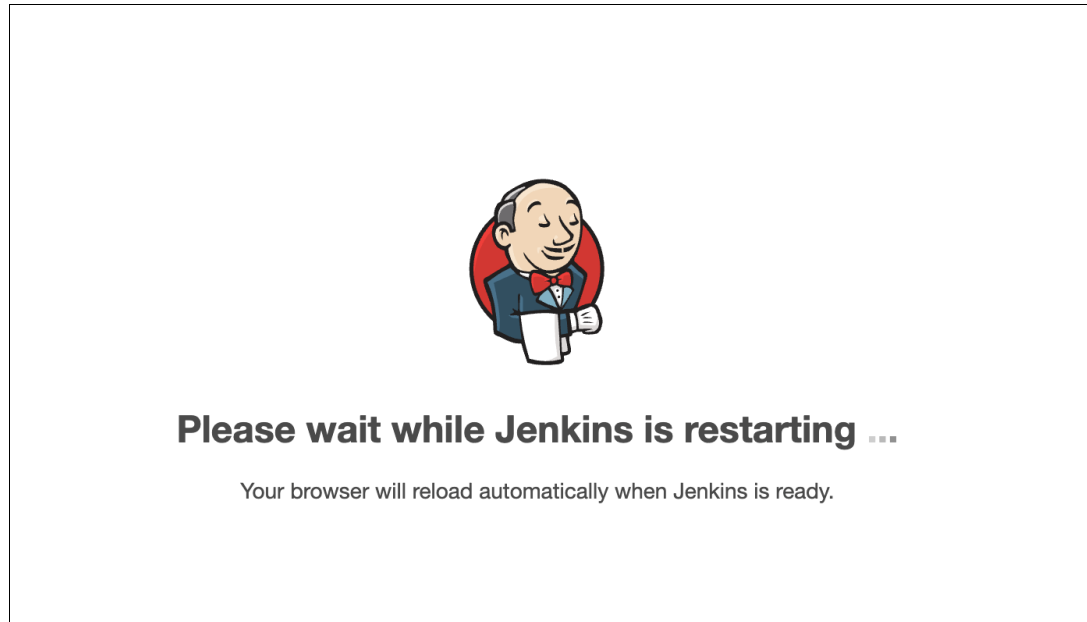 Please wait while Jenkins is restarting ...
Your browser will reload automatically when Jenkins is ready.